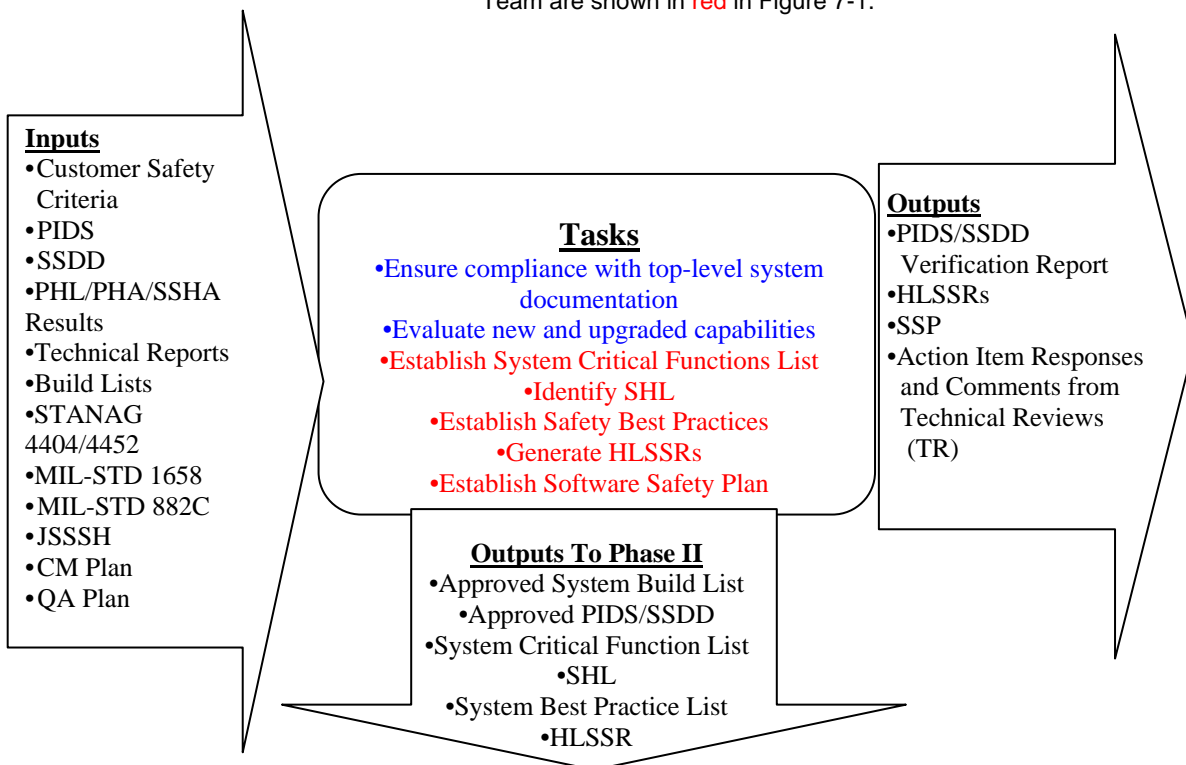 Team are shown in red in Figure 7-1.
Inputs
•Customer Safety
Criteria
•PIDS
•SSDD
•PHL/PHA/SSHA
Results
•Technical Reports
•Build Lists
•STANAG
4404/4452
•MIL-STD 1658
•MIL-STD 882C
•JSSSH
•CM Plan
•QA Plan
Tasks
•Ensure compliance with top-level system
documentation
•Evaluate new and upgraded capabilities
•Establish System Critical Functions List
•Identify SHL
•Establish Safety Best Practices
•Generate HLSSRs
•Establish Software Safety Plan
Outputs
•PIDS/SSDD
Verification Report
•HLSSRs
•SSP
•Action Item Responses
and Comments from
Technical Reviews
(TR)
Outputs To Phase II
•Approved System Build List
•Approved PIDS/SSDD
•System Critical Function List
•SHL
•System Best Practice List
•HLSSR